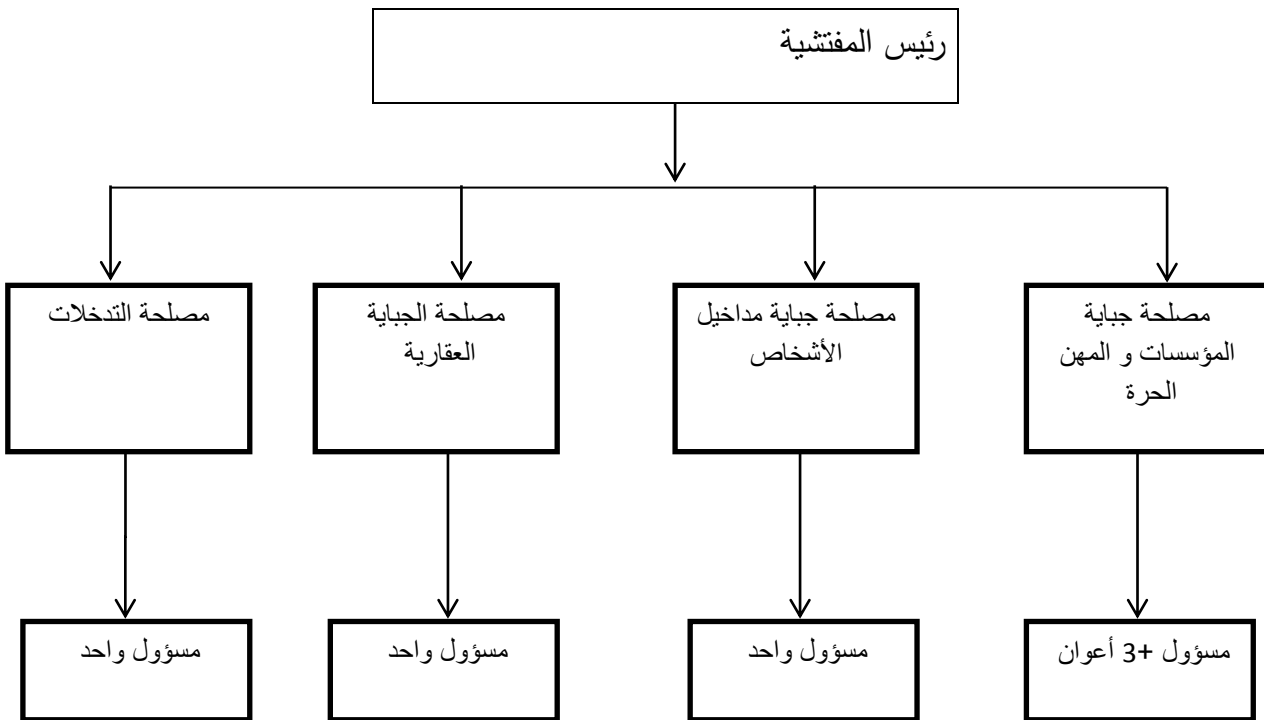 رئيس المفتشية
مصلحة جباية
المؤسسات و المهن
الحرة
مصلحة جباية مداخيل
الأشخاص
مصلحة الجباية
العقارية
مصلحة التدخلات
مسؤول +3 أعوان
مسؤول واحد
مسؤول واحد
مسؤول واحد